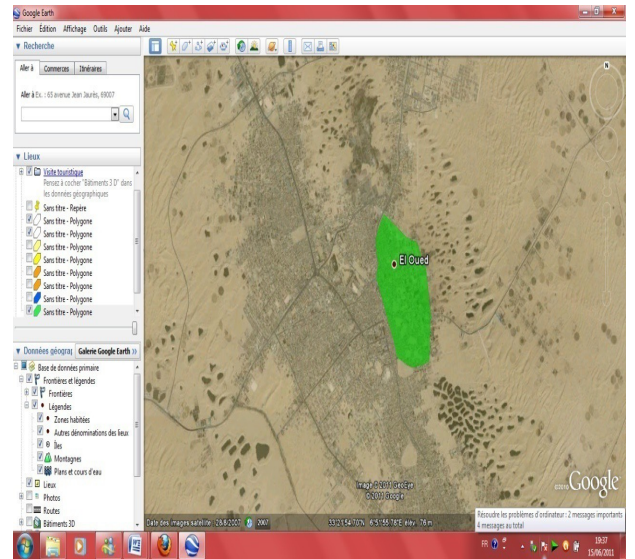 Google Earth
Fichier Edition Affichage Outils Ajouter Aide
▼ Recherche
Aller à Commerces Itinéraires
Aller à Ex. : 65 avenue Jean Jaurès, 69007
▼ Lieux
Visite touristique
Pensez à cocher "Bâtiments 3 D" dans
les données géographiques
Sans titre - Repère
Sans titre - Polygone
Sans titre - Polygone
Sans titre - Polygone
Sans titre - Polygone
Sans titre - Polygone
Sans titre - Polygone
Sans titre - Polygone
Sans titre - Polygone
▼ Données géograp Galerie Google Earth >>
Base de données primaire
Frontières et légendes
Frontières
Légendes
Zones habitées
Autres dénominations des lieux
Îles
Montagnes
Plans et cours d'eau
Lieux
Photos
Routes
Bâtiments 3D
N
El Oued
Image © 2011 GeoEye
© 2011 Google
©2010 Google
Date des images satellite : 28/6/2007 2007 élév. 76 m
Résoudre les problèmes d'ordinateur : 2 messages importants
4 messages au total
FR
19:37
15/06/2011